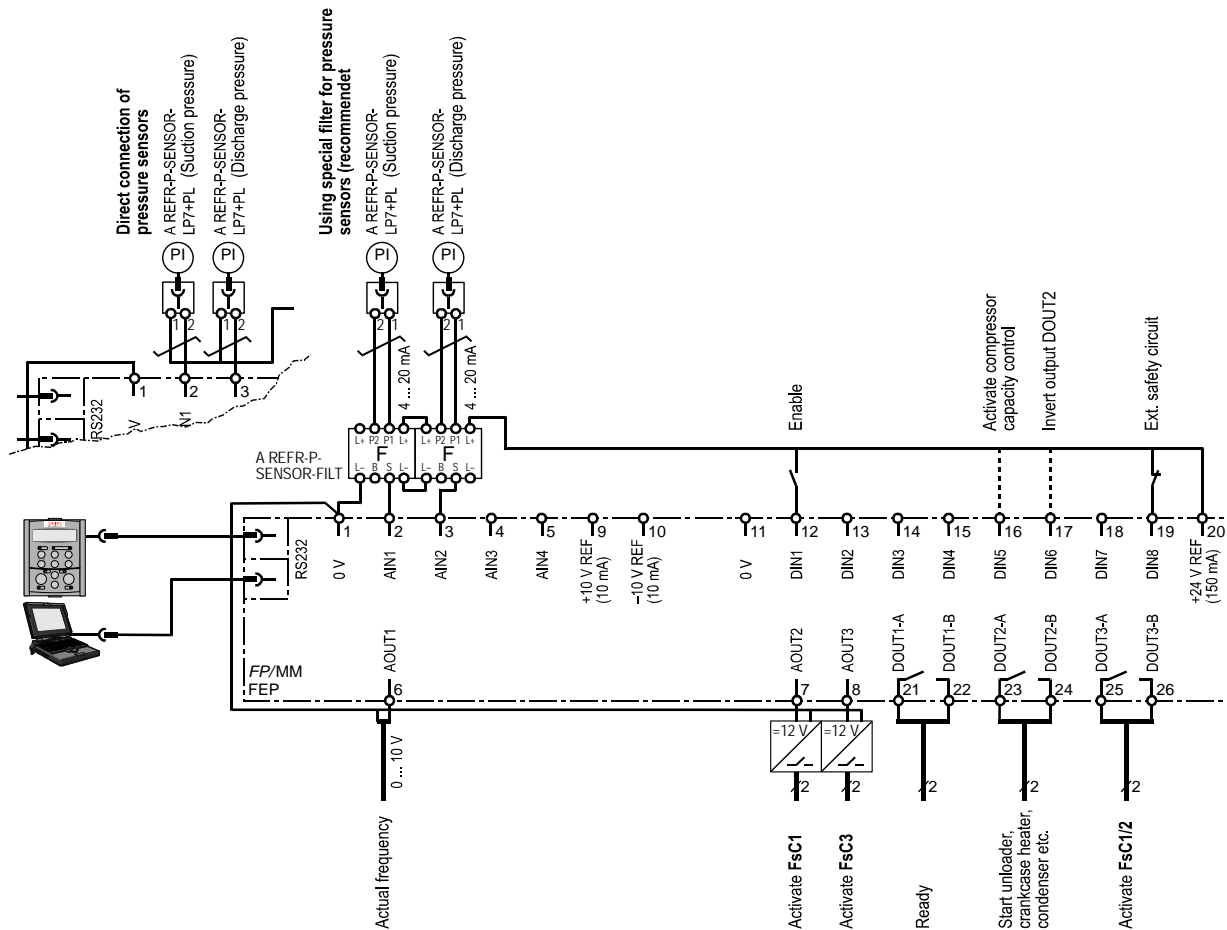 Direct connection of
pressure sensors
A REFR-P-SENSOR-
LP7+PL (Suction pressure)
A REFR-P-SENSOR-
LP7+PL (Discharge pressure)
PI
PI
1
2
1
2
RS232
1
2
3
V
N1
Using special filter for pressure
sensors (recommendet
A REFR-P-SENSOR-
LP7+PL (Suction pressure)
A REFR-P-SENSOR-
LP7+PL (Discharge pressure)
PI
PI
2
1
2
1
4 ... 20 mA
4 ... 20 mA
A REFR-P-
SENSOR-FILT
L+ P2 P1 L+
F
L– B S L–
L+ P2 P1 L+
F
L– B S L–
Enable
Activate compressor
capacity control
Invert output DOUT2
Ext. safety circuit
RS232
1
0 V
2
AIN1
3
AIN2
4
AIN3
5
AIN4
9
+10 V REF
(10 mA)
10
–10 V REF
(10 mA)
11
0 V
12
DIN1
13
DIN2
14
DIN3
15
DIN4
16
DIN5
17
DIN6
18
DIN7
19
DIN8
20
+24 V REF
(150 mA)
FP/MM
FEP
AOUT1
6
AOUT2
7
AOUT3
8
DOUT1-A
21
DOUT1-B
22
DOUT2-A
23
DOUT2-B
24
DOUT3-A
25
DOUT3-B
26
0 ... 10 V
=12 V
=12 V
2
2
2
2
2
Actual frequency
Activate FsC1
Activate FsC3
Ready
Start unloader,
crankcase heater,
condenser etc.
Activate FsC1/2